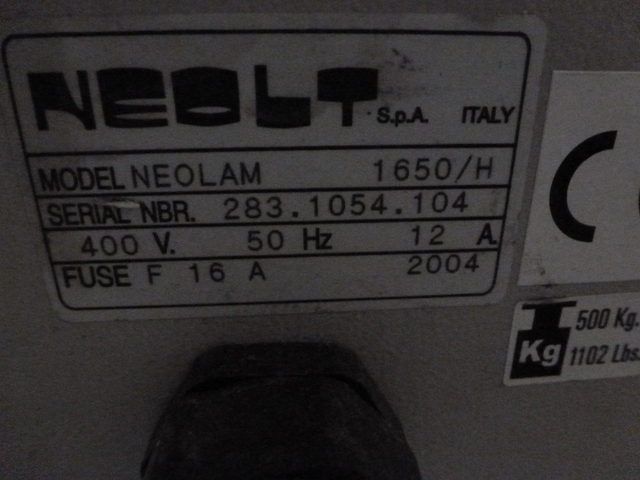 NEOLT S.p.A. ITALY
MODEL NEOLAM 1650/H
SERIAL NBR. 283.1054.104
400 V. 50 Hz 12 A.
FUSE F 16 A 2004
500 Kg.
Kg 1102 Lbs.